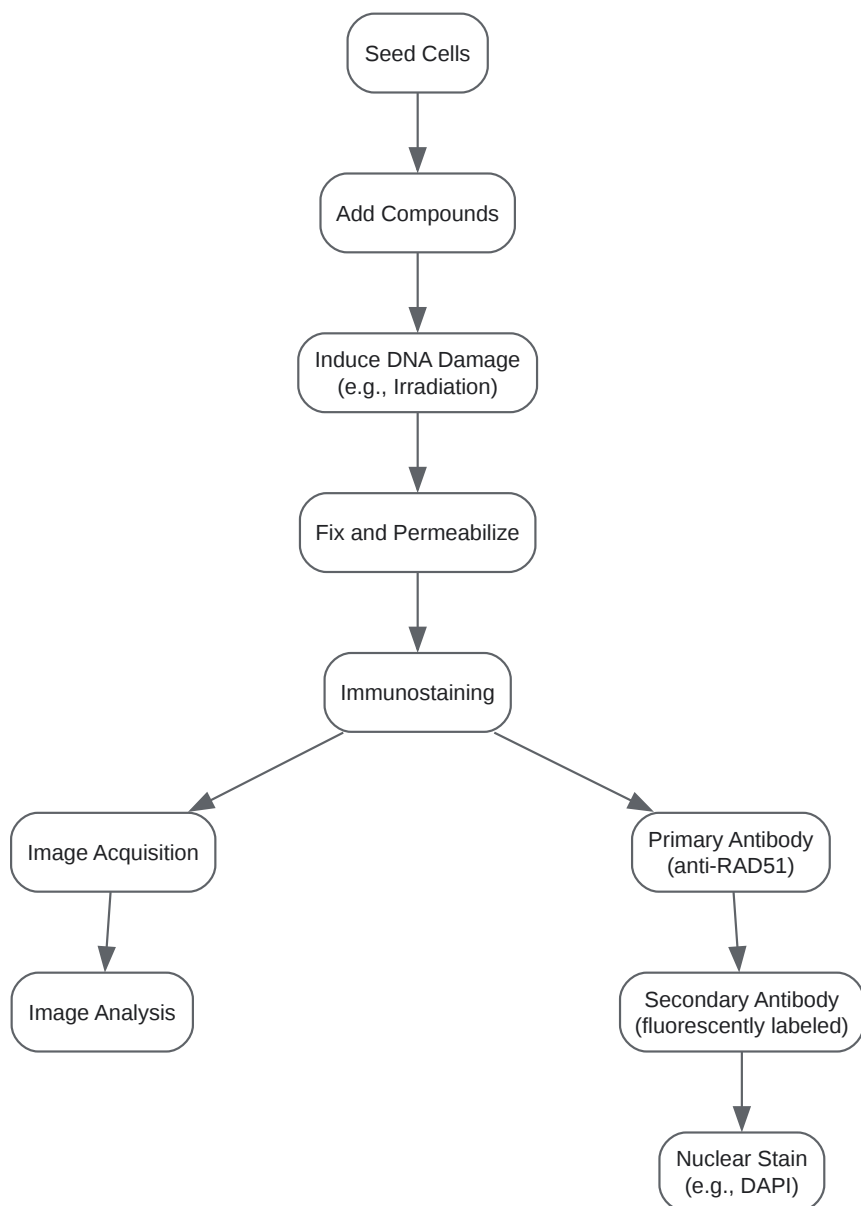 Seed Cells
Add Compounds
Induce DNA Damage
(e.g., Irradiation)
Fix and Permeabilize
Immunostaining
Image Acquisition
Primary Antibody
(anti-RAD51)
Image Analysis
Secondary Antibody
(fluorescently labeled)
Nuclear Stain
(e.g., DAPI)